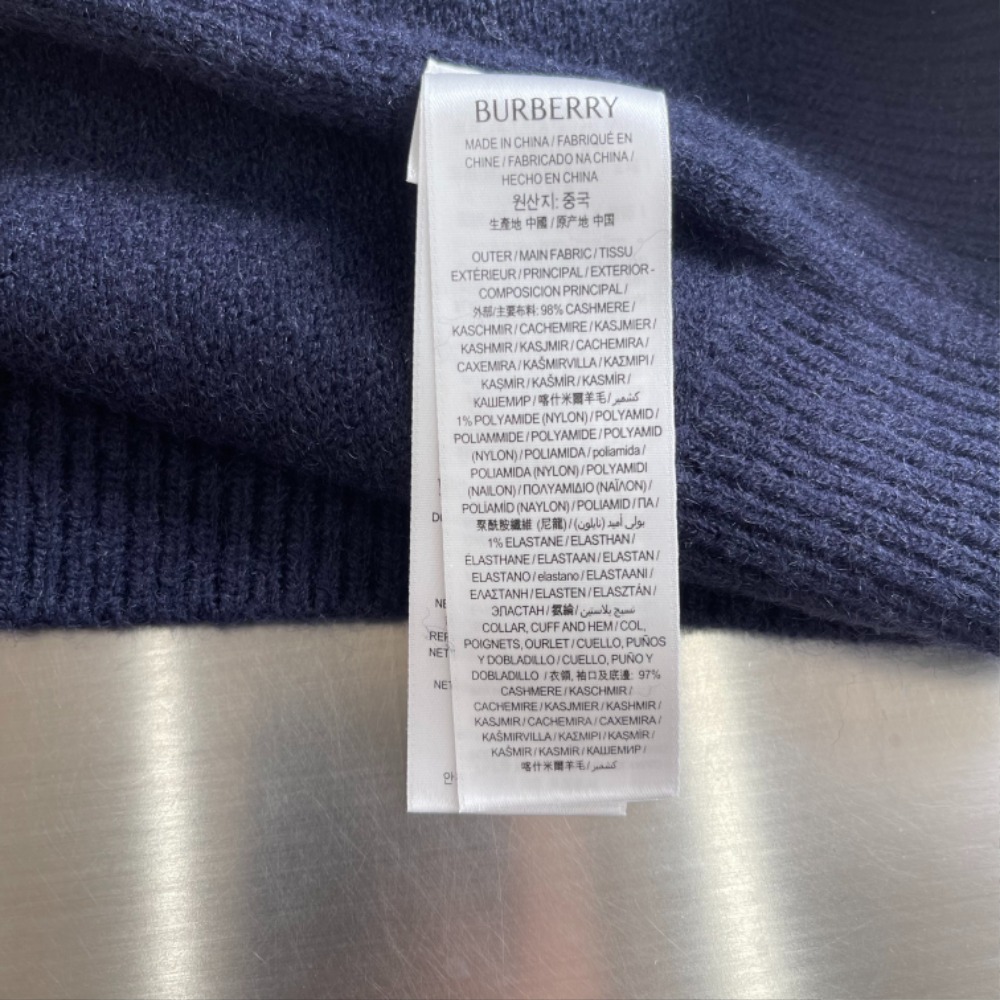 BURBERRY
MADE IN CHINA / FABRIQUÉ EN
CHINE / FABRICADO NA CHINA /
HECHO EN CHINA
원산지: 중국
生產地 中國 / 原产地 中国
OUTER / MAIN FABRIC / TISSU
EXTÉRIEUR / PRINCIPAL / EXTERIOR -
COMPOSICION PRINCIPAL /
外部/主要布料: 98% CASHMERE /
KASCHMIR / CACHEMIRE / KASJMIER /
KASHMIR / KASJMIR / CACHEMIRA /
CAXEMIRA / KAŠMIRVILLA / ΚΑΣΜΙΡΙ /
KAŞMİR / KAŠMÍR / KASMÍR /
КАШЕМИР / 喀什米爾羊毛 / كشمير
1% POLYAMIDE (NYLON) / POLYAMID /
POLIAMMIDE / POLYAMIDE / POLYAMID
(NYLON) / POLIAMIDA / poliamida /
POLIAMIDA (NYLON) / POLYAMIDI
(NAILON) / ΠΟΛΥΑΜΙΔΙΟ (ΝΑΪΛΟΝ) /
POLİAMİD (NAYLON) / POLIAMID / ПА /
聚酰胺纖維 (尼龍) / بولي أميد (نايلون)
1% ELASTANE / ELASTHAN /
ÉLASTHANE / ELASTAAN / ELASTAN /
ELASTANO / elastano / ELASTAANI /
ΕΛΑΣΤΑΝΗ / ELASTEN / ELASZTÁN /
ЭПАСТАН / 氨綸 / نسيج بلاستين
COLLAR, CUFF AND HEM / COL,
POIGNETS, OURLET / CUELLO, PUÑOS
Y DOBLADILLO / CUELLO, PUÑO Y
DOBLADILLO / 衣領, 袖口及底邊: 97%
CASHMERE / KASCHMIR /
CACHEMIRE / KASJMIER / KASHMIR /
KASJMIR / CACHEMIRA / CAXEMIRA /
KAŠMIRVILLA / ΚΑΣΜΙΡΙ / KAŞMİR /
KAŠMIR / KASMÍR / КАШЕМИР /
喀什米爾羊毛 / كشمير
NET
NET